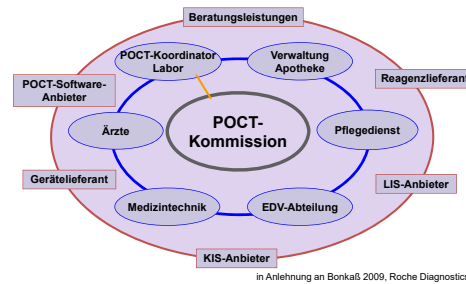 Beratungsleistungen
POCT-Koordinator
Labor
Verwaltung
Apotheke
POCT-Software-
Anbieter
Reagenzlieferant
Ärzte
POCT-
Kommission
Pflegedienst
Gerätelieferant
LIS-Anbieter
Medizintechnik
EDV-Abteilung
KIS-Anbieter
in Anlehnung an Bonkaß 2009, Roche Diagnostics